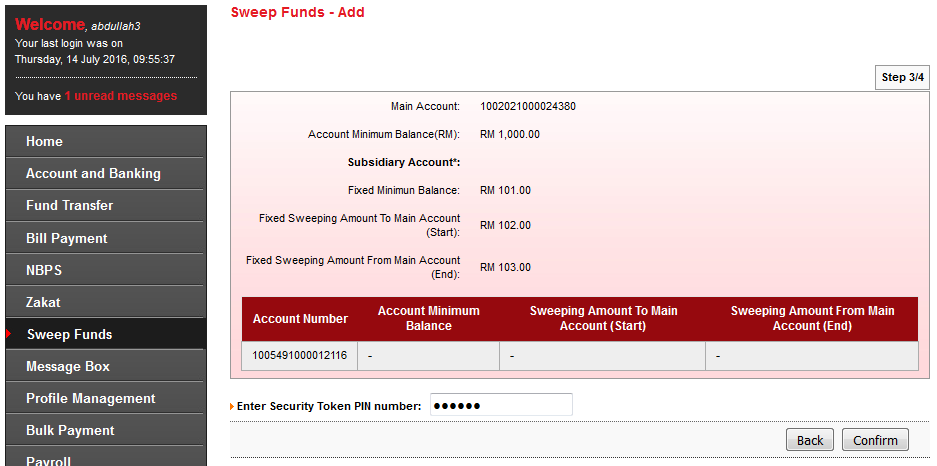 Welcome, abdullah3
Your last login was on
Thursday, 14 July 2016, 09:55:37
You have 1 unread messages
Home
Account and Banking
Fund Transfer
Bill Payment
NBPS
Zakat
Sweep Funds
Message Box
Profile Management
Bulk Payment
Payroll
Sweep Funds - Add
Step 3/4
Main Account: 1002021000024380
Account Minimum Balance(RM): RM 1,000.00
Subsidiary Account*:
Fixed Minimun Balance: RM 101.00
Fixed Sweeping Amount To Main Account
(Start): RM 102.00
Fixed Sweeping Amount From Main Account
(End): RM 103.00
Account Number
Account Minimum
Balance
Sweeping Amount To Main
Account (Start)
Sweeping Amount From Main
Account (End)
1005491000012116 - - -
Enter Security Token PIN number: ●●●●●●
Back Confirm